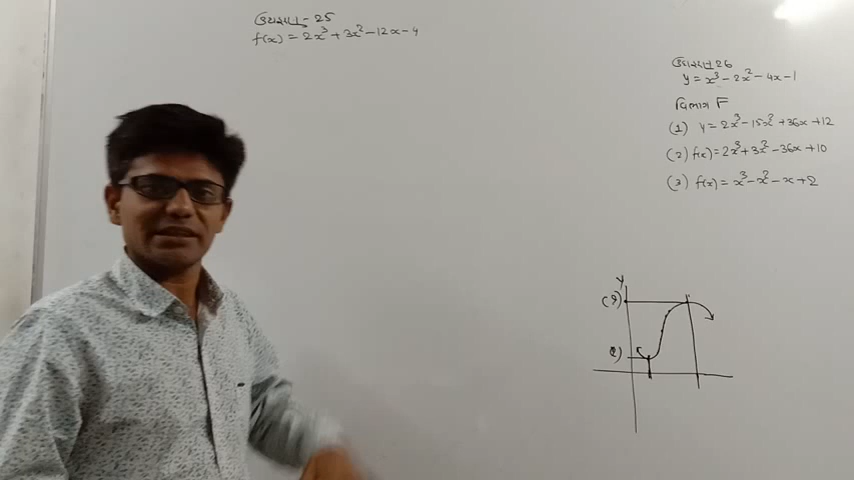 ઉદાહરણ - 25
f(x) = 2x³ + 3x² - 12x - 4
ઉદાહરણ 26
y = x³ - 2x² - 4x - 1
વિભાગ F
(1) y = 2x³ - 15x² + 36x + 12
(2) f(x) = 2x³ + 3x² - 36x + 10
(3) f(x) = x³ - x² - x + 2
y